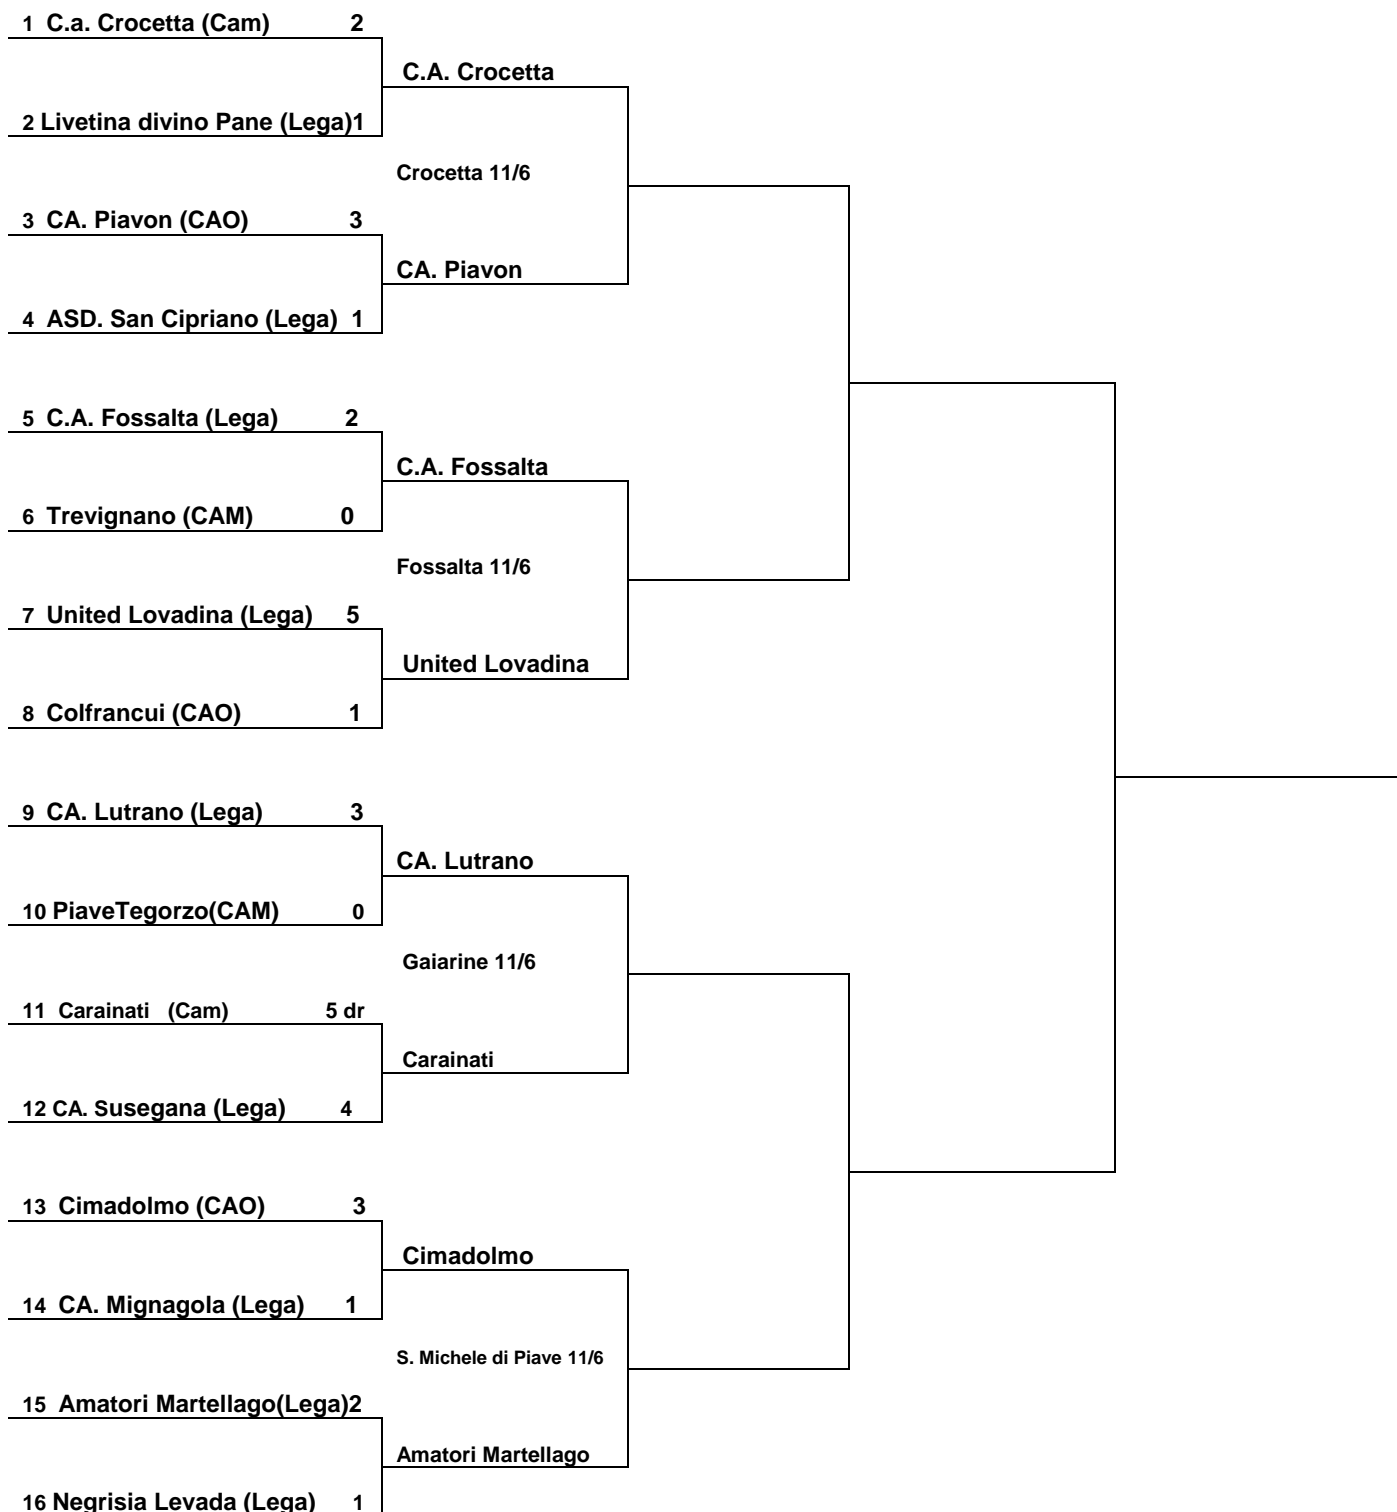 1 C.a. Crocetta (Cam) 2
C.A. Crocetta
2 Livetina divino Pane (Lega)1
Crocetta 11/6
3 CA. Piavon (CAO) 3
CA. Piavon
4 ASD. San Cipriano (Lega) 1
5 C.A. Fossalta (Lega) 2
C.A. Fossalta
6 Trevignano (CAM) 0
Fossalta 11/6
7 United Lovadina (Lega) 5
United Lovadina
8 Colfrancui (CAO) 1
9 CA. Lutrano (Lega) 3
CA. Lutrano
10 PiaveTegorzo(CAM) 0
Gaiarine 11/6
11 Carainati (Cam) 5 dr
Carainati
12 CA. Susegana (Lega) 4
13 Cimadolmo (CAO) 3
Cimadolmo
14 CA. Mignagola (Lega) 1
S. Michele di Piave 11/6
15 Amatori Martellago(Lega)2
Amatori Martellago
16 Negrisia Levada (Lega) 1